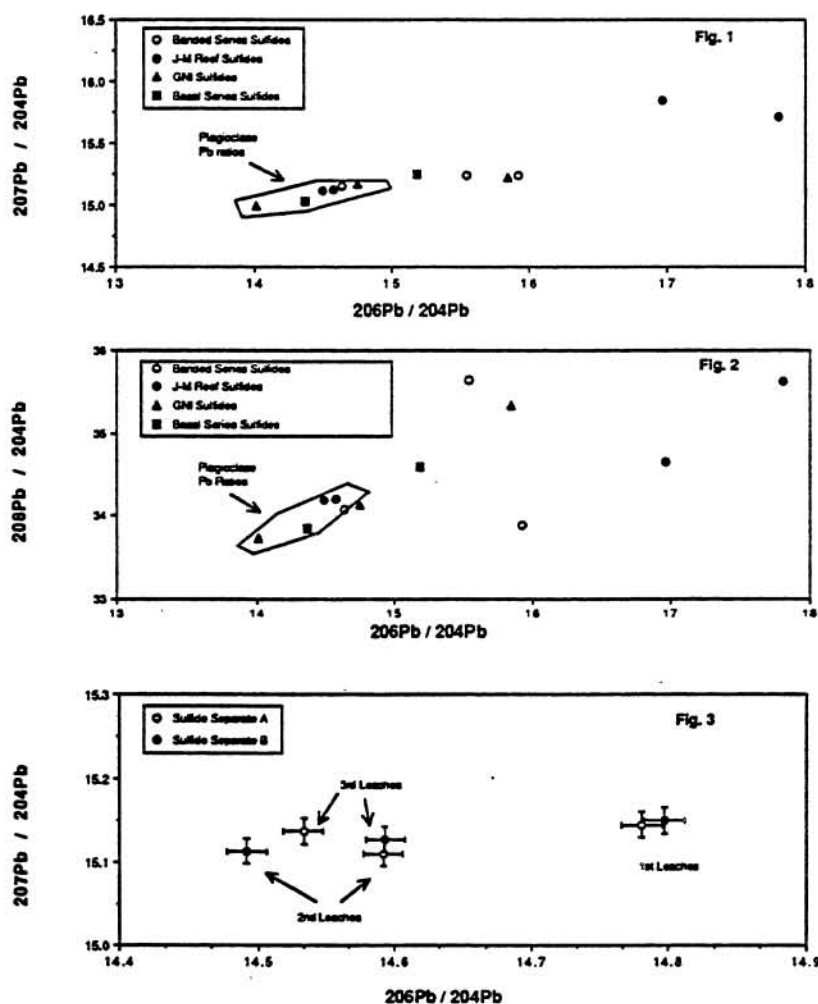 Fig. 1
Banded Series Sulfides
J-M Reef Sulfides
GNI Sulfides
Basal Series Sulfides
Plagioclase
Pb ratios
16.5
16.0
15.5
15.0
14.5
207Pb / 204Pb
13 14 15 16 17 18
206Pb / 204Pb
Fig. 2
Banded Series Sulfides
J-M Reef Sulfides
GNI Sulfides
Basal Series Sulfides
Plagioclase
Pb Ratios
36
35
34
33
208Pb / 204Pb
13 14 15 16 17 18
206Pb / 204Pb
Fig. 3
Sulfide Separate A
Sulfide Separate B
3rd Leaches
1st Leaches
2nd Leaches
15.3
15.2
15.1
15.0
207Pb / 204Pb
14.4 14.5 14.6 14.7 14.8 14.9
206Pb / 204Pb